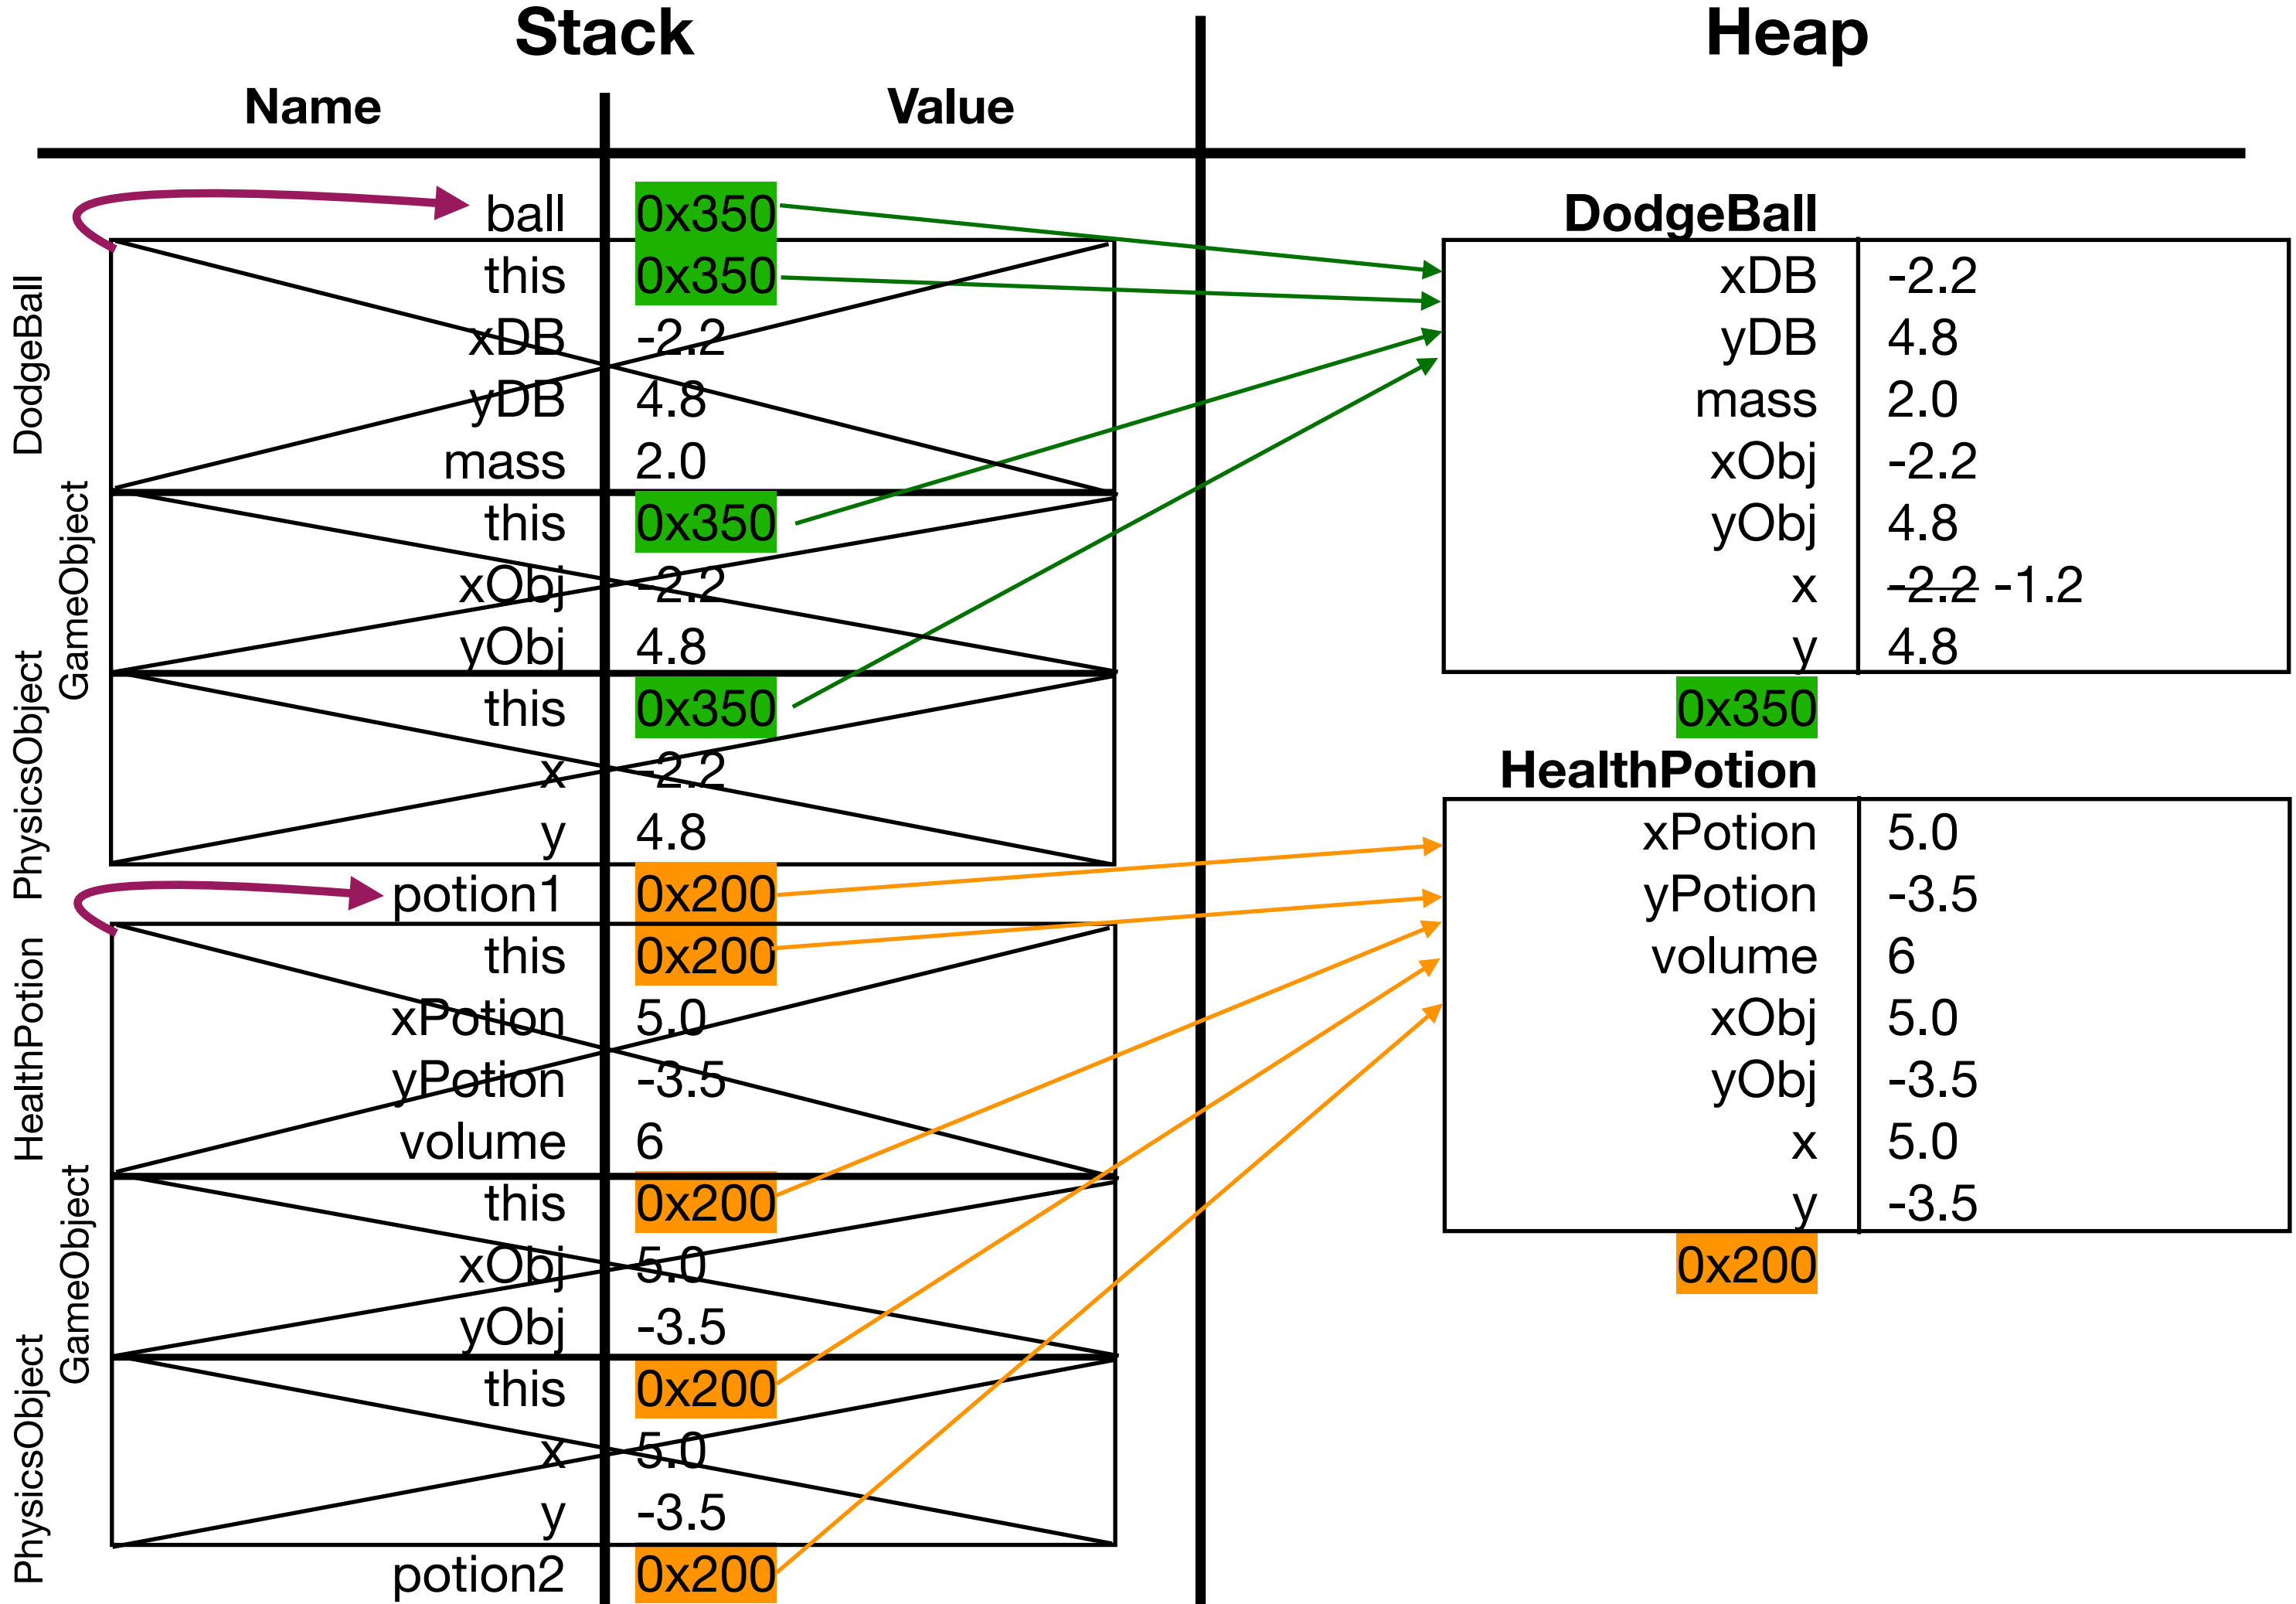 Stack
Heap
Name Value
ball 0x350
DodgeBall
this 0x350
xDB -2.2
yDB 4.8
mass 2.0
GameObject
this 0x350
xObj -2.2
yObj 4.8
PhysicsObject
this 0x350
x -2.2
y 4.8
potion1 0x200
HealthPotion
this 0x200
xPotion 5.0
yPotion -3.5
volume 6
GameObject
this 0x200
xObj 5.0
yObj -3.5
PhysicsObject
this 0x200
x 5.0
y -3.5
potion2 0x200
DodgeBall
xDB -2.2
yDB 4.8
mass 2.0
xObj -2.2
yObj 4.8
x -2.2 -1.2
y 4.8
0x350
HealthPotion
xPotion 5.0
yPotion -3.5
volume 6
xObj 5.0
yObj -3.5
x 5.0
y -3.5
0x200